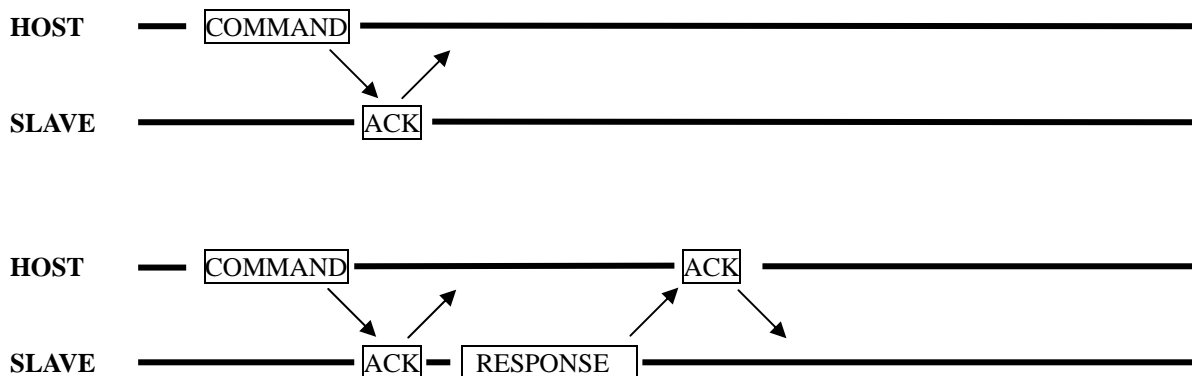 HOST COMMAND
SLAVE ACK
HOST COMMAND ACK
SLAVE ACK RESPONSE